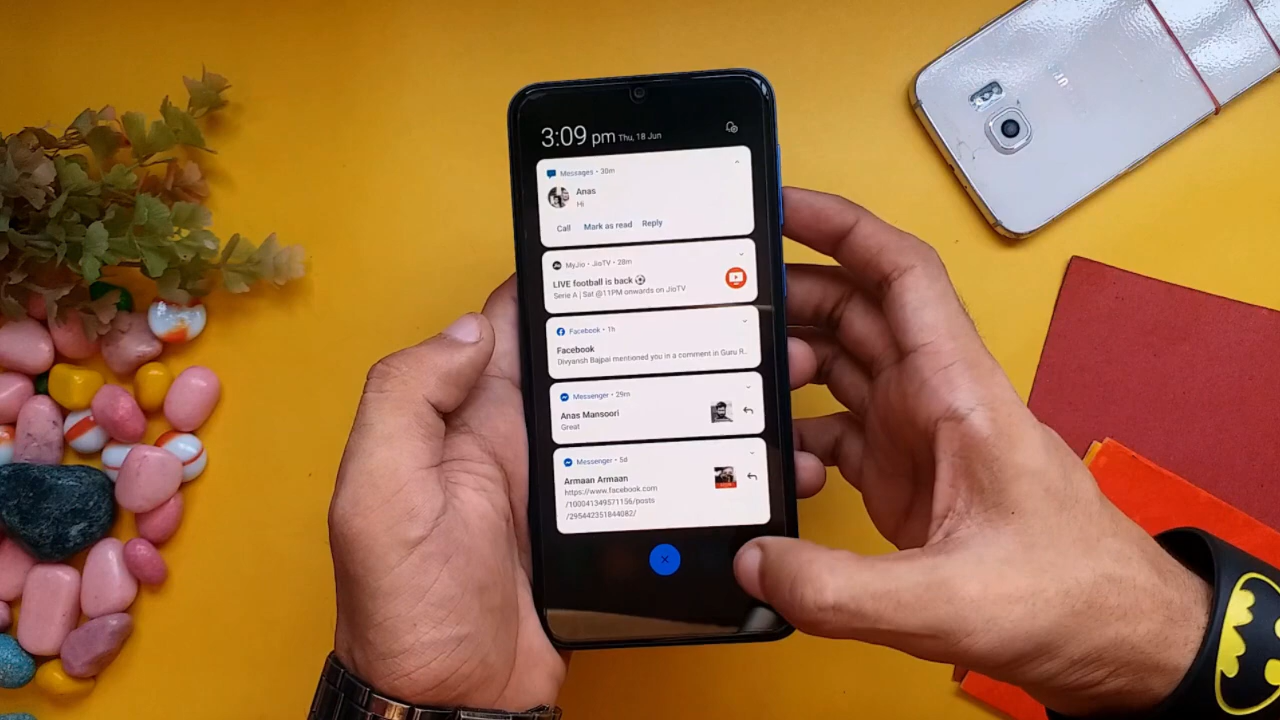 3:09 pm Thu, 18 Jun
Messages • 30m
Anas
Hi
Call Mark as read Reply
MyJio • JioTV • 28m
LIVE football is back ⚽
Serie A | Sat @11PM onwards on JioTV
Facebook • 1h
Facebook
Divyansh Bajpai mentioned you in a comment in Guru R..
Messenger • 29m
Anas Mansoori
Great
Messenger • 5d
Armaan Armaan
https://www.facebook.com
/100041349571156/posts
/295442351844082/